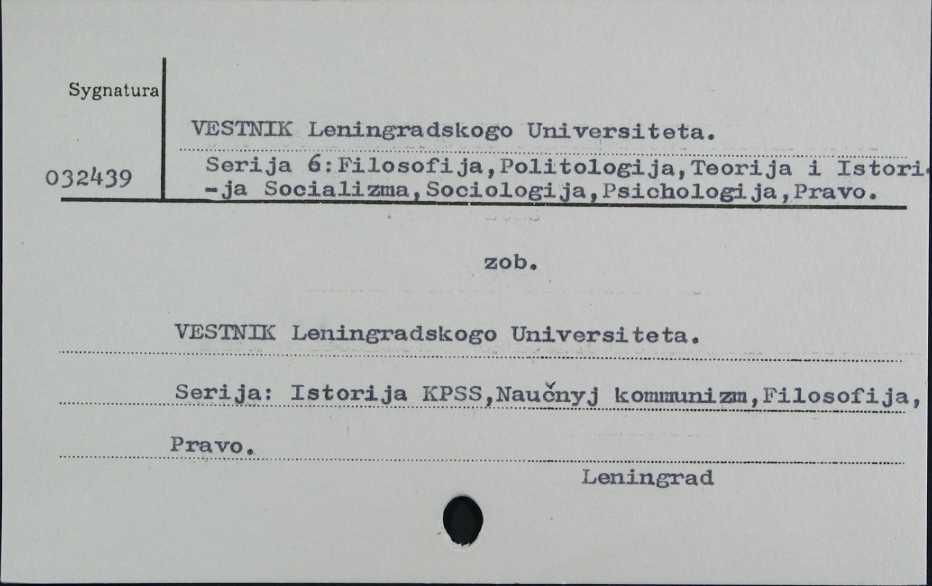 Sygnatura
VESTNIK Leningradskogo Universiteta.
032439
Serija 6:Filosofija,Politologija,Teorija i Istori-
-ja Socializma,Sociologija,Psichologija,Pravo.
zob.
VESTNIK Leningradskogo Universiteta.
Serija: Istorija KPSS,Naučnyj kommunizm,Filosofija,
Pravo.
Leningrad